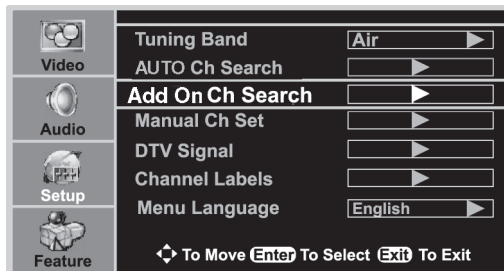 Video
Audio
Setup
Feature
Tuning Band Air
AUTO Ch Search
Add On Ch Search
Manual Ch Set
DTV Signal
Channel Labels
Menu Language English
To Move Enter To Select Exit To Exit